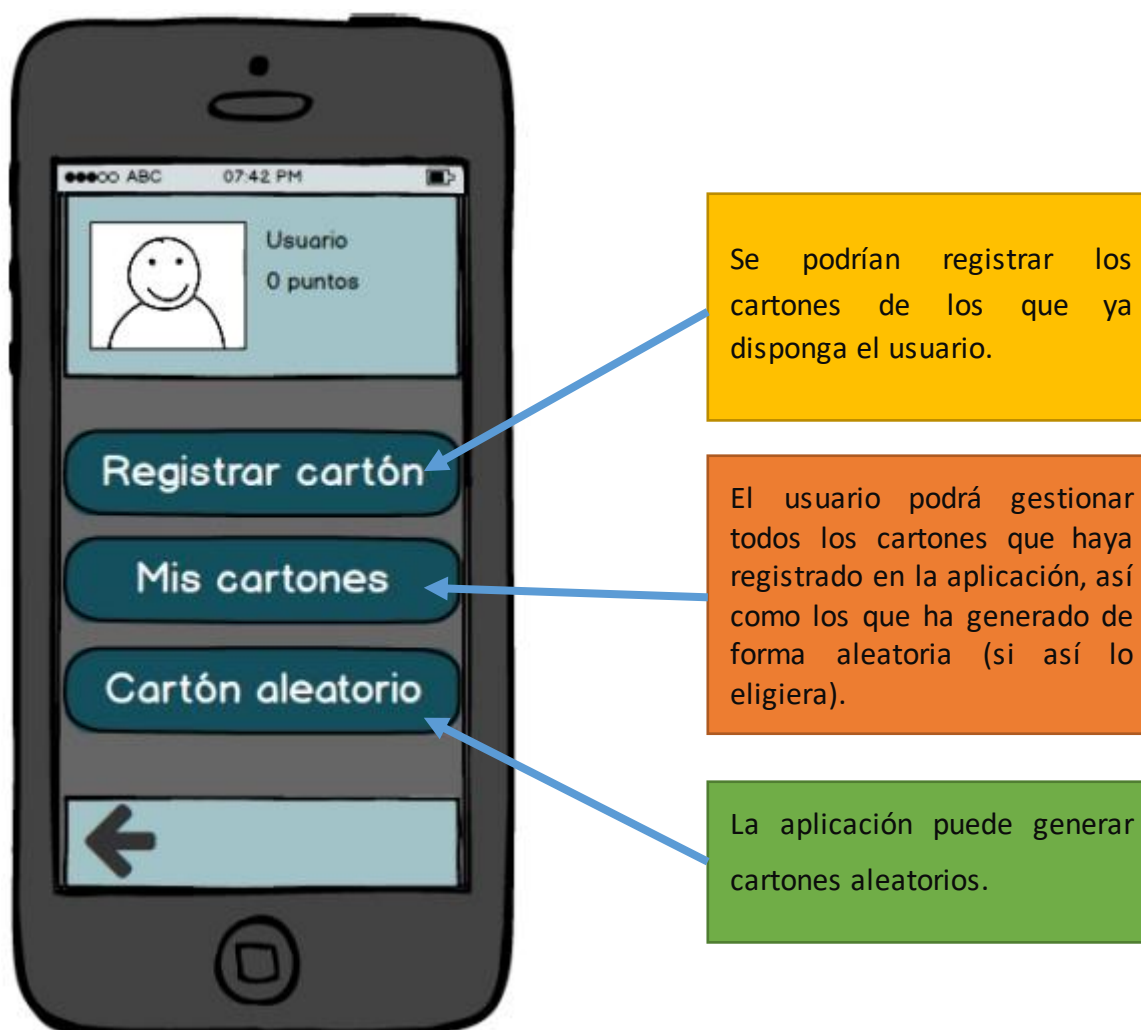 ABC 07:42 PM
Usuario
0 puntos
Registrar cartón
Mis cartones
Cartón aleatorio
Se podrían registrar los
cartones de los que ya
disponga el usuario.
El usuario podrá gestionar
todos los cartones que haya
registrado en la aplicación, así
como los que ha generado de
forma aleatoria (si así lo
eligiera).
La aplicación puede generar
cartones aleatorios.